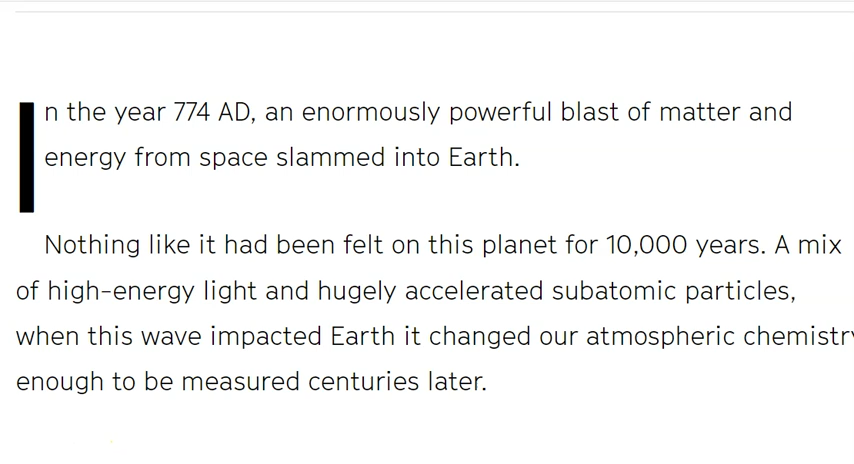 In the year 774 AD, an enormously powerful blast of matter and
energy from space slammed into Earth.
Nothing like it had been felt on this planet for 10,000 years. A mix
of high-energy light and hugely accelerated subatomic particles,
when this wave impacted Earth it changed our atmospheric chemistry
enough to be measured centuries later.